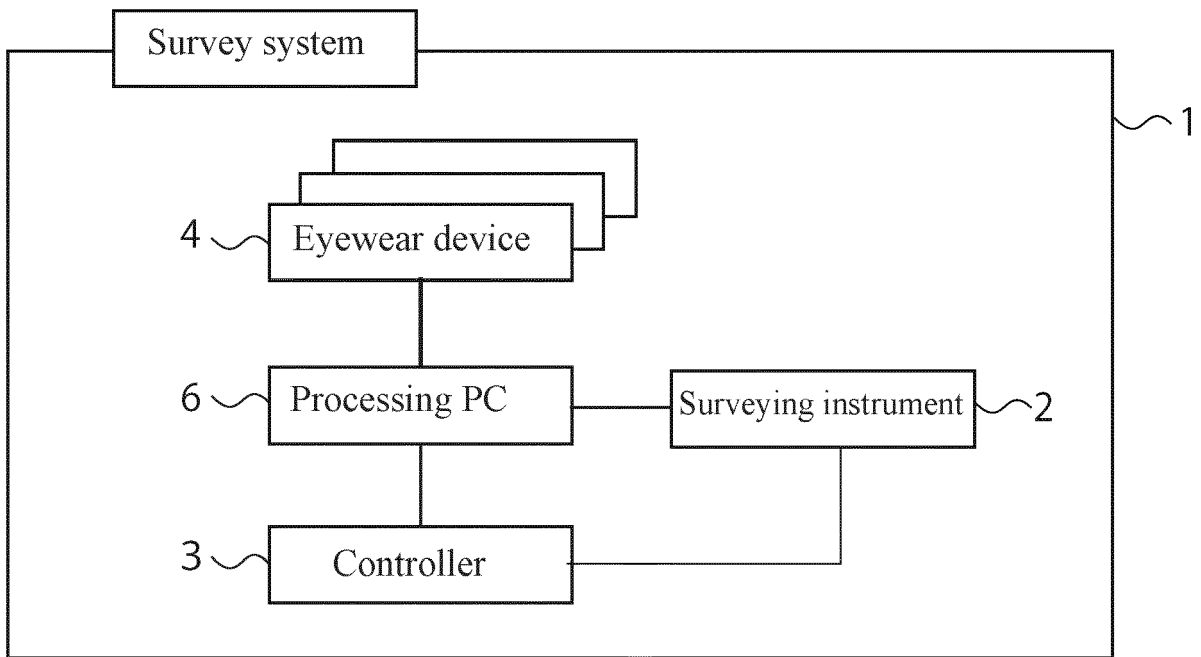 Survey system
1
4
Eyewear device
6
Processing PC
Surveying instrument
2
3
Controller